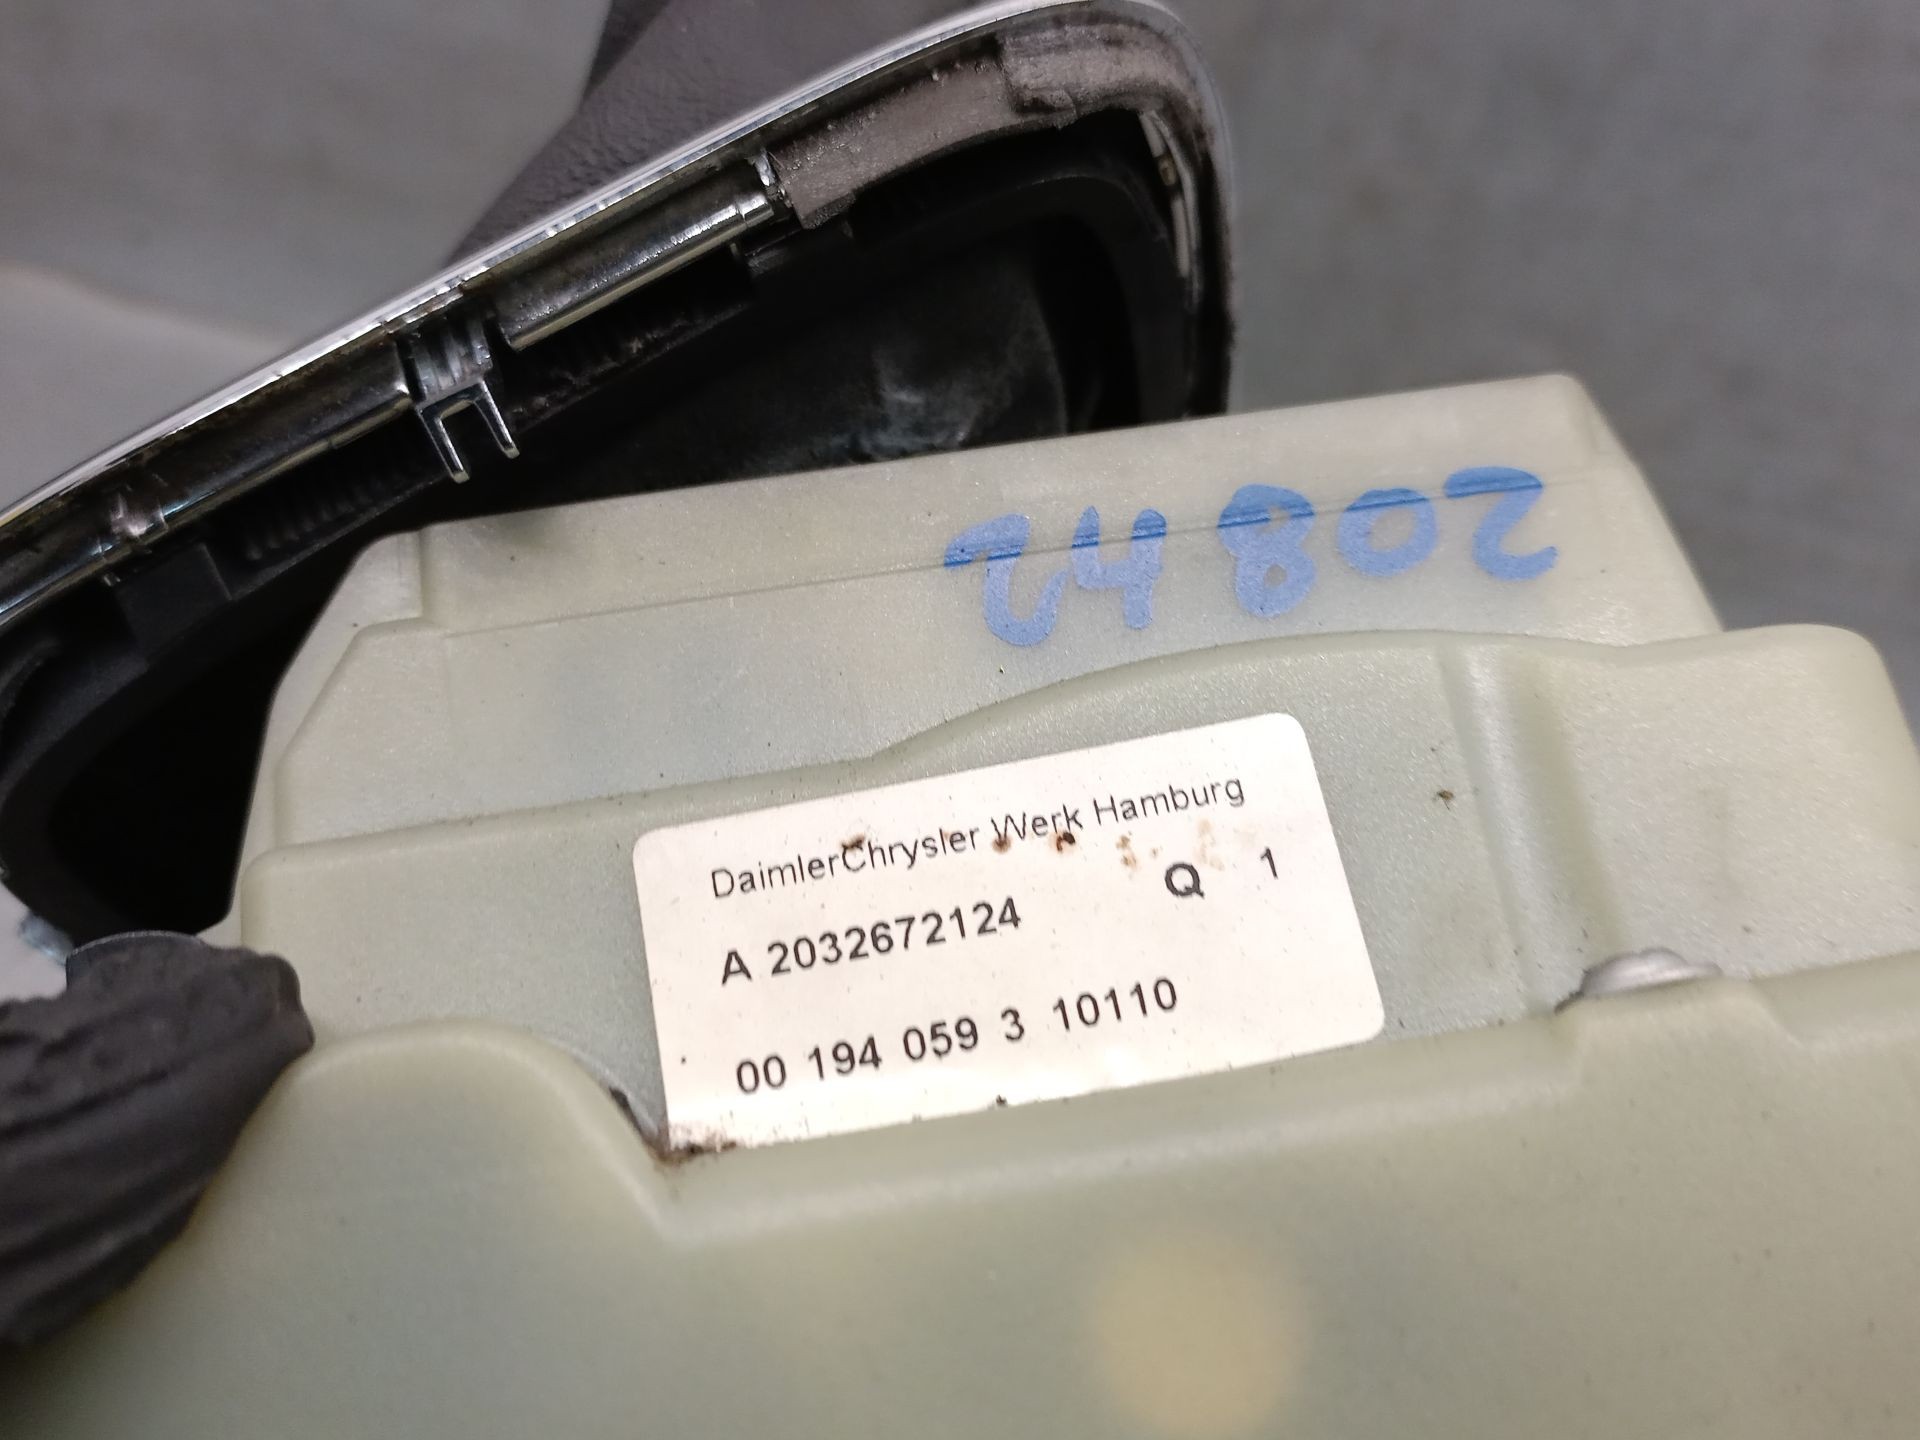 24802
DaimlerChrysler Werk Hamburg
A 2032672124 Q 1
00 194 059 3 10110